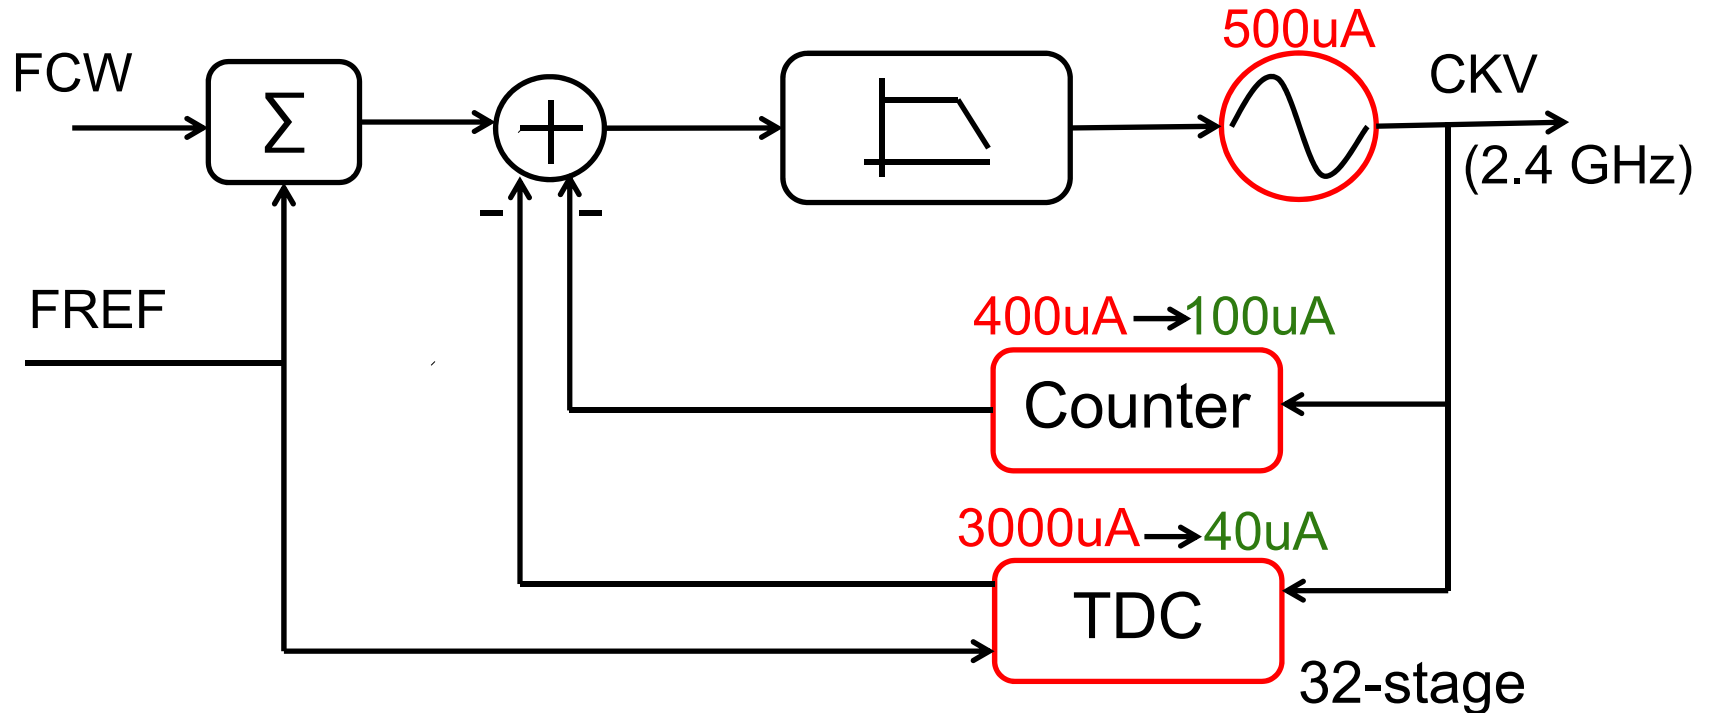 500uA
FCW
Σ
CKV
(2.4 GHz)
FREF
400uA → 100uA
Counter
3000uA → 40uA
TDC
32-stage